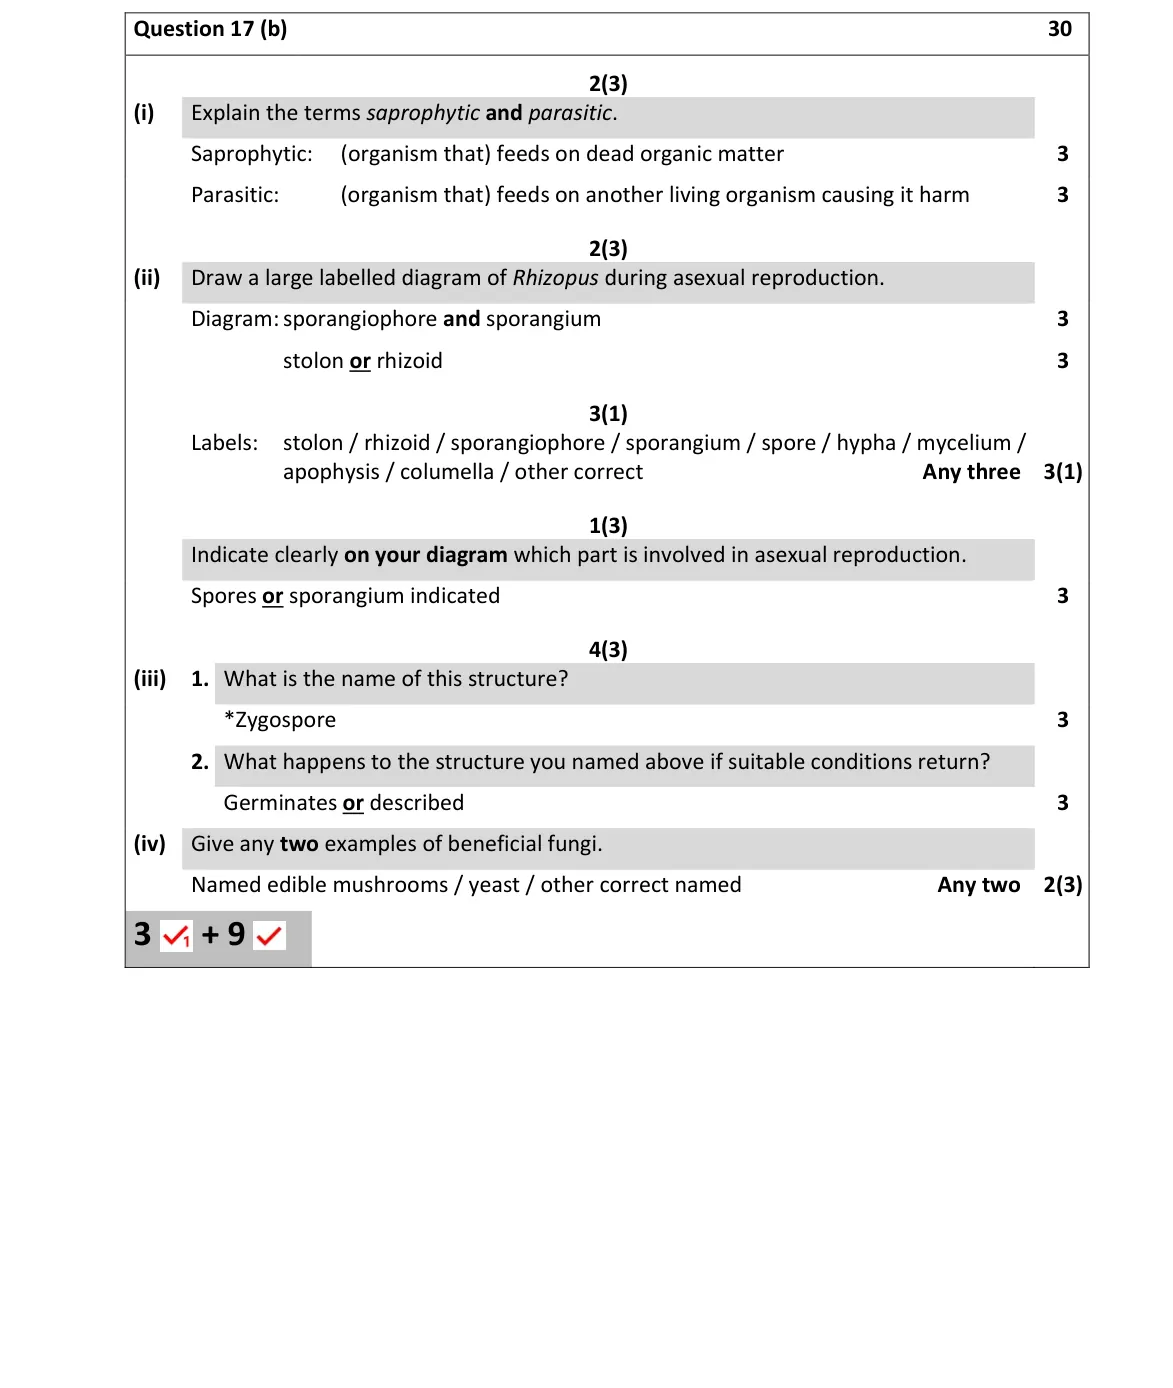 Question 17 (b) 30
2(3)
(i) Explain the terms saprophytic and parasitic.
Saprophytic: (organism that) feeds on dead organic matter 3
Parasitic: (organism that) feeds on another living organism causing it harm 3
2(3)
(ii) Draw a large labelled diagram of Rhizopus during asexual reproduction.
Diagram: sporangiophore and sporangium 3
stolon or rhizoid 3
3(1)
Labels: stolon / rhizoid / sporangiophore / sporangium / spore / hypha / mycelium /
apophysis / columella / other correct Any three 3(1)
1(3)
Indicate clearly on your diagram which part is involved in asexual reproduction.
Spores or sporangium indicated 3
4(3)
(iii) 1. What is the name of this structure?
*Zygospore 3
2. What happens to the structure you named above if suitable conditions return?
Germinates or described 3
(iv) Give any two examples of beneficial fungi.
Named edible mushrooms / yeast / other correct named Any two 2(3)
3 ✓1 + 9 ✓